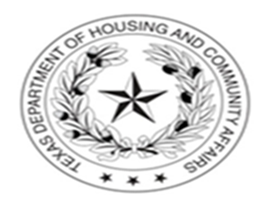 TEXAS DEPARTMENT OF HOUSING AND COMMUNITY AFFAIRS